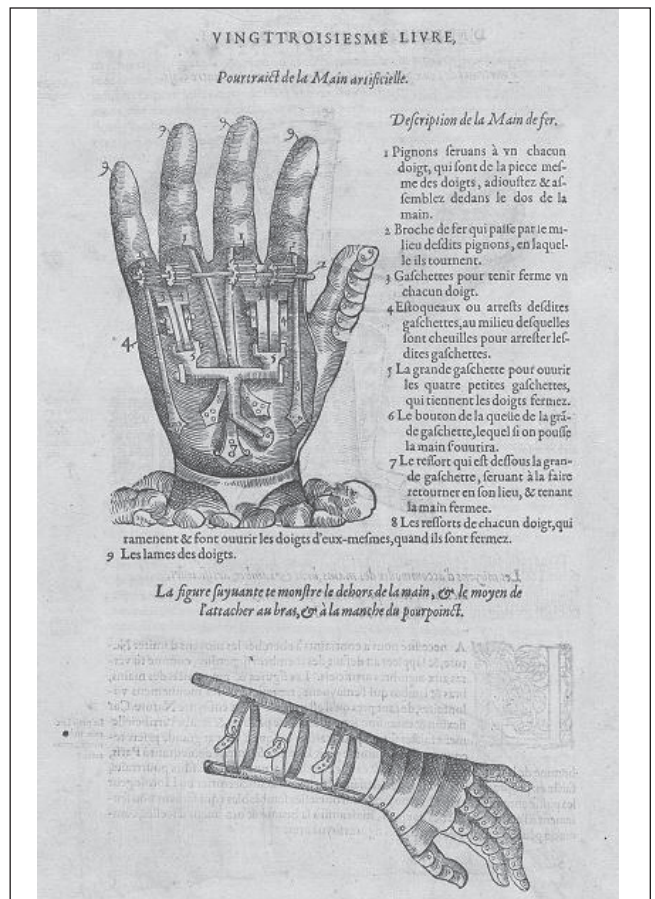 VINGTTROISIESME LIVRE,
Pourtraict de la Main artificielle.
Deſcription de la Main de fer.
1 Pignons ſeruans à vn chacun
doigt, qui ſont de la piece meſ-
me des doigts, adiouſtez & aſ-
ſemblez dedans le dos de la
main.
2 Broche de fer qui paſſe par le mi-
lieu deſdits pignons, en laquel-
le ils tournent.
3 Gaſchettes pour tenir ferme vn
chacun doigt.
4 Eſtoqueaux ou arreſts deſdites
gaſchettes, au milieu deſquelles
ſont cheuilles pour arreſter leſ-
dites gaſchettes.
5 La grande gaſchette pour ouurir
les quatre petites gaſchettes,
qui tiennent les doigts fermez.
6 Le bouton de la queüe de la grã-
de gaſchette, lequel ſi on pouſſe
la main s'ouurira.
7 Le reſſort qui eſt deſſous la gran-
de gaſchette, ſeruant à la faire
retourner en ſon lieu, & tenant
la main fermee.
8 Les reſſorts de chacun doigt, qui
ramenent & font ouurir les doigts d'eux-meſmes, quand ils ſont fermez.
9 Les lames des doigts.
La figure ſuyuante te monſtre le dehors de la main, & le moyen de
l'attacher au bras, & à la manche du pourpoinct.